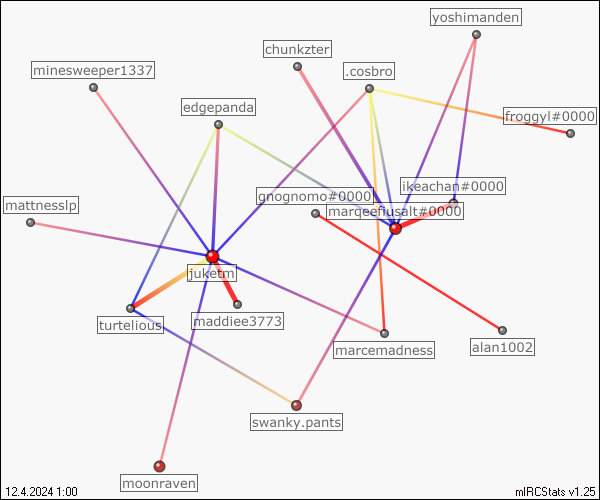 yoshimanden
chunkzter
minesweeper1337
.cosbro
edgepanda
froggyl#0000
ikeachan#0000
gnognomo#0000
marqeefiusalt#0000
mattnesslp
juketm
turtelious
maddiee3773
marcemadness
alan1002
swanky.pants
moonraven
12.4.2024 1:00
mIRCStats v1.25